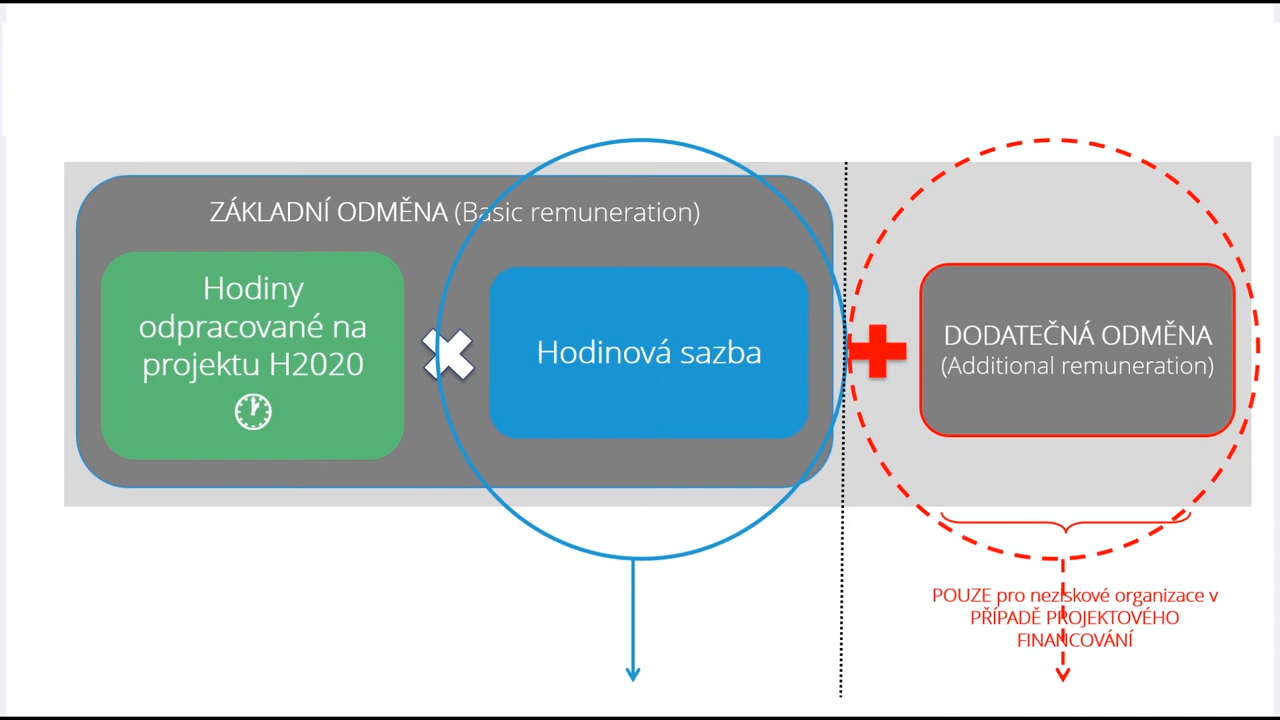 ZÁKLADNÍ ODMĚNA (Basic remuneration)
Hodiny
odpracované na
projektu H2020
Hodinová sazba
DODATEČNÁ ODMĚNA
(Additional remuneration)
POUZE pro neziskové organizace v
PŘÍPADĚ PROJEKTOVÉHO
FINANCOVÁNÍ